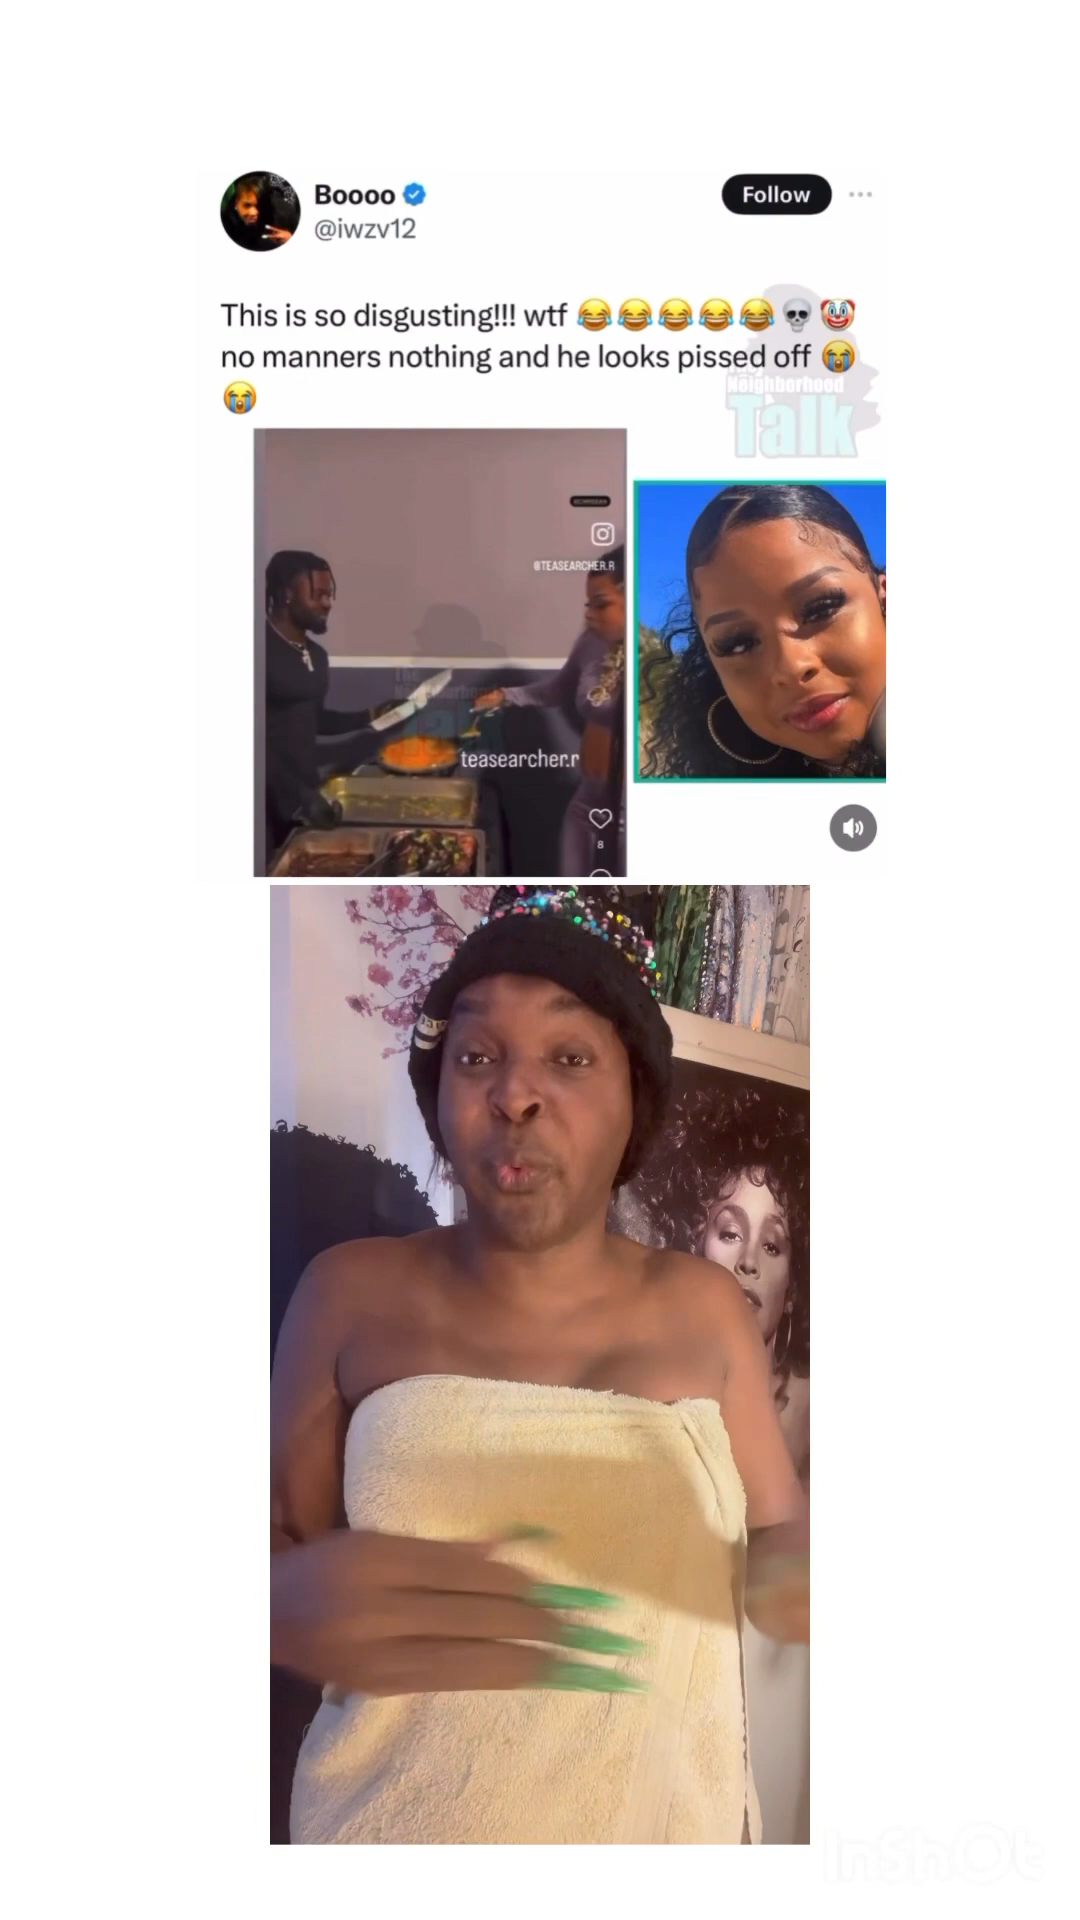 Boooo
Follow
@iwzv12
This is so disgusting!!! wtf 😂😂😂😂😂💀🤡
no manners nothing and he looks pissed off 😭
😭
Neighborhood
Talk
@TEASEARCHER.R
teasearcher.r
8
InShOt